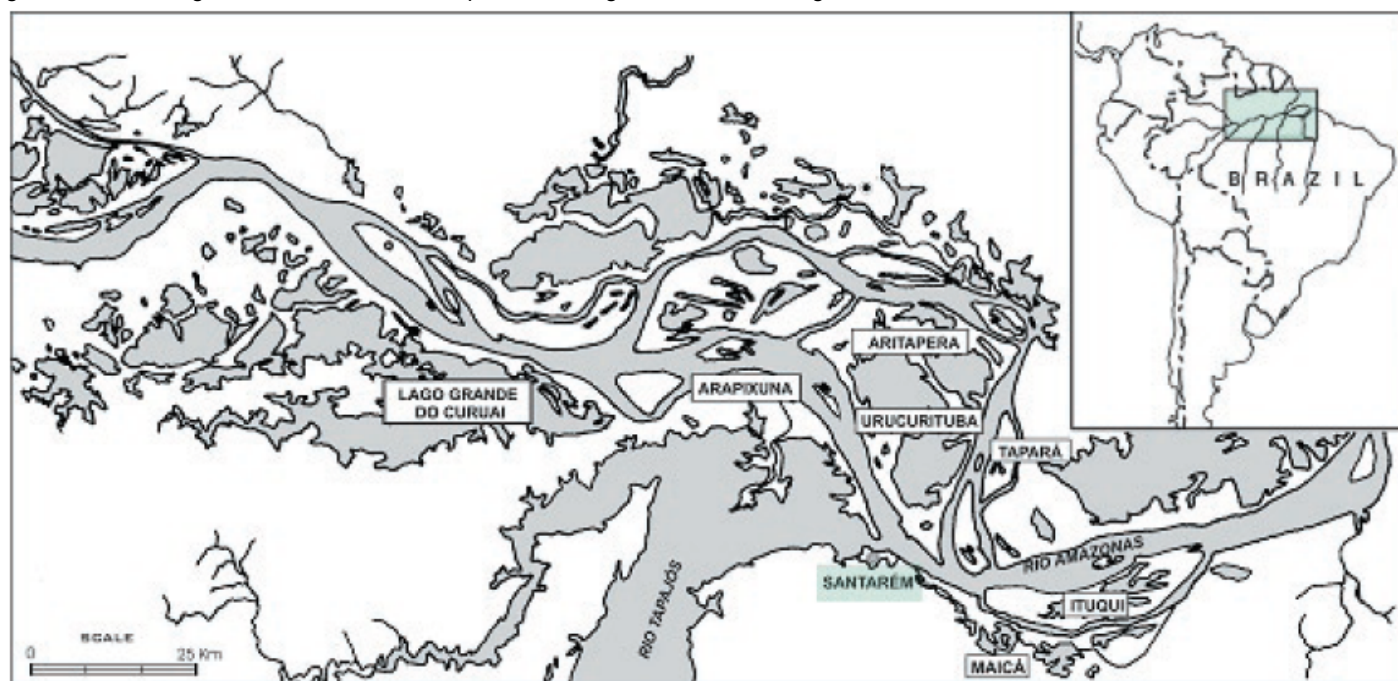 BRAZIL
ARITAPERA
LAGO GRANDE
DO CURUAI
ARAPIXUNA
URUCURITUBA
TAPARÁ
RIO AMAZONAS
SANTARÉM
RIO TAPAJÓS
ITUQUI
MAICÁ
SCALE
0 25 Km